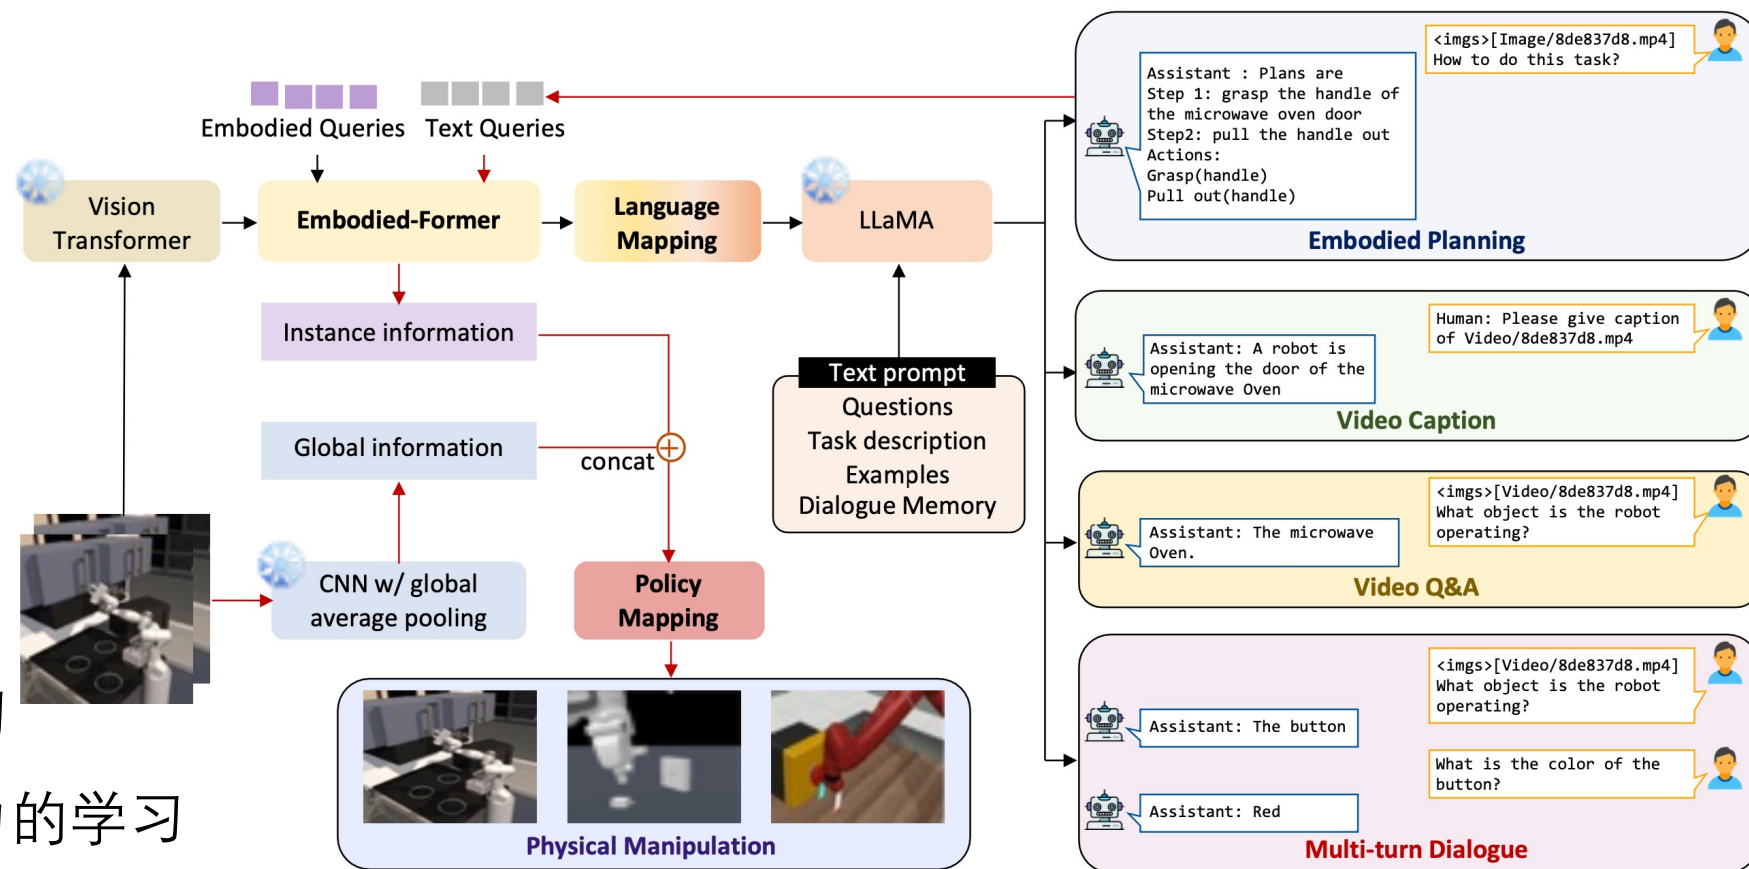 Embodied Queries
Text Queries
Vision
Transformer
Embodied-Former
Language
Mapping
LLaMA
Instance information
Global information
concat
CNN w/ global
average pooling
Policy
Mapping
Text prompt
Questions
Task description
Examples
Dialogue Memory
Physical Manipulation
的学习
<imgs>[Image/8de837d8.mp4]
How to do this task?
Assistant : Plans are
Step 1: grasp the handle of
the microwave oven door
Step2: pull the handle out
Actions:
Grasp(handle)
Pull out(handle)
Embodied Planning
Human: Please give caption
of Video/8de837d8.mp4
Assistant: A robot is
opening the door of the
microwave Oven
Video Caption
<imgs>[Video/8de837d8.mp4]
What object is the robot
operating?
Assistant: The microwave
Oven.
Video Q&A
<imgs>[Video/8de837d8.mp4]
What object is the robot
operating?
Assistant: The button
What is the color of the
button?
Assistant: Red
Multi-turn Dialogue